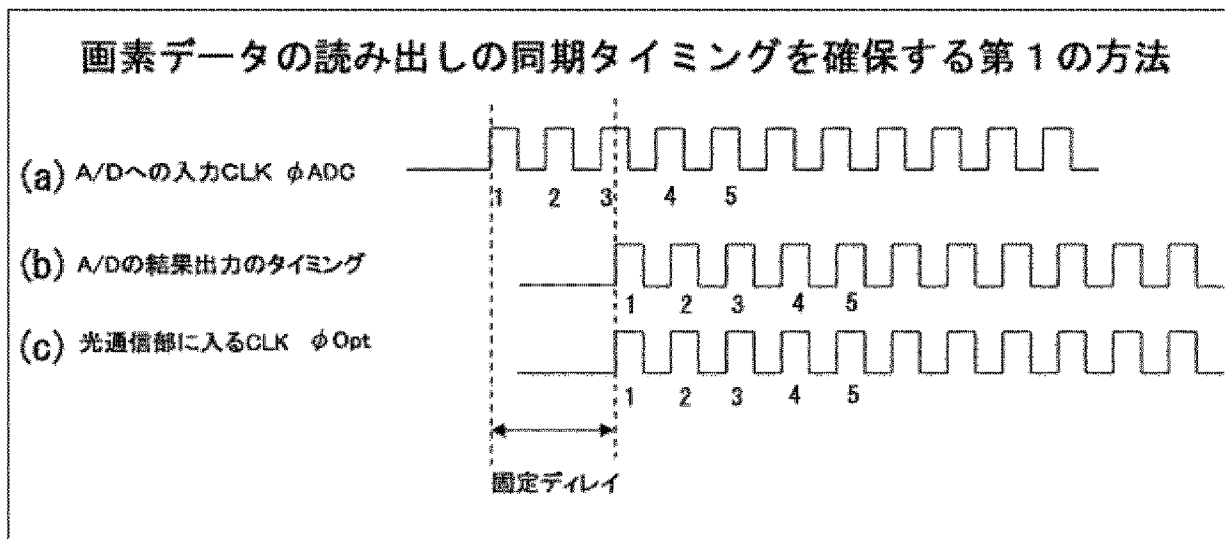 画素データの読み出しの同期タイミングを確保する第1の方法
(a) A/Dへの入力CLK φADC
1 2 3 4 5
(b) A/Dの結果出力のタイミング
1 2 3 4 5
(c) 光通信部に入るCLK φOpt
1 2 3 4 5
固定ディレイ